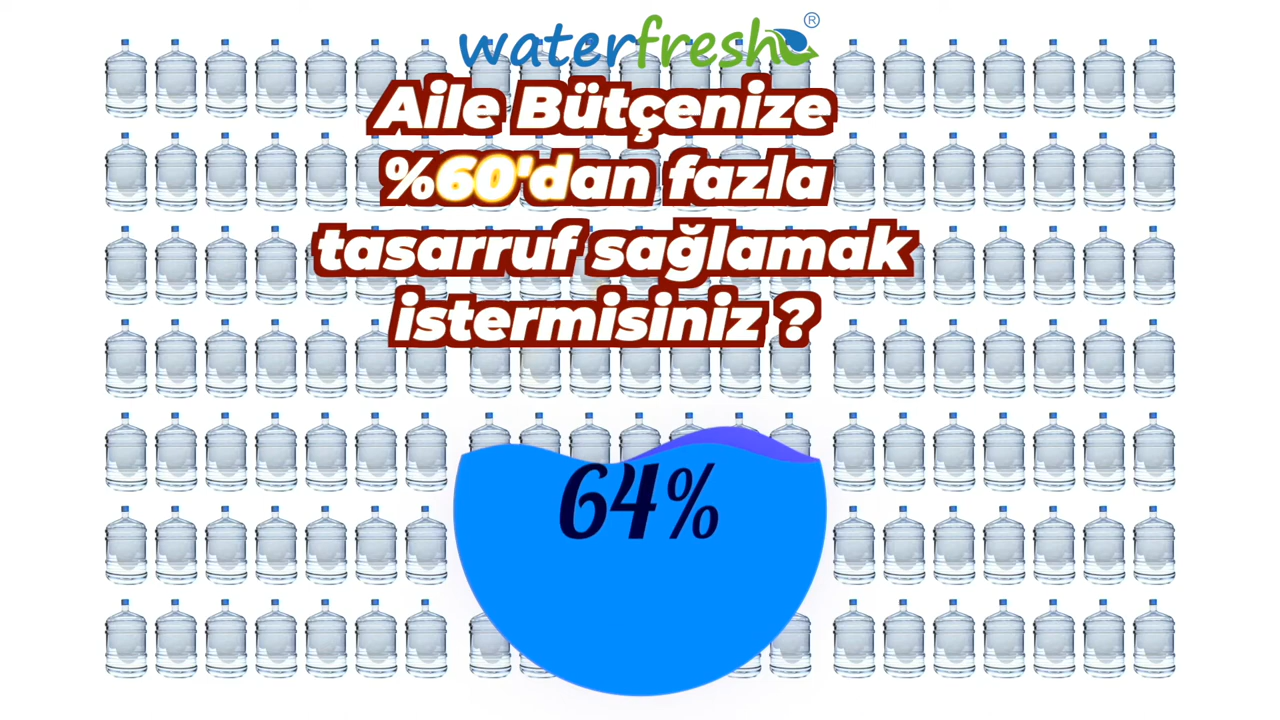 waterfresh®
Aile Bütçenize
%60'dan fazla
tasarruf sağlamak
istermisiniz ?
64%